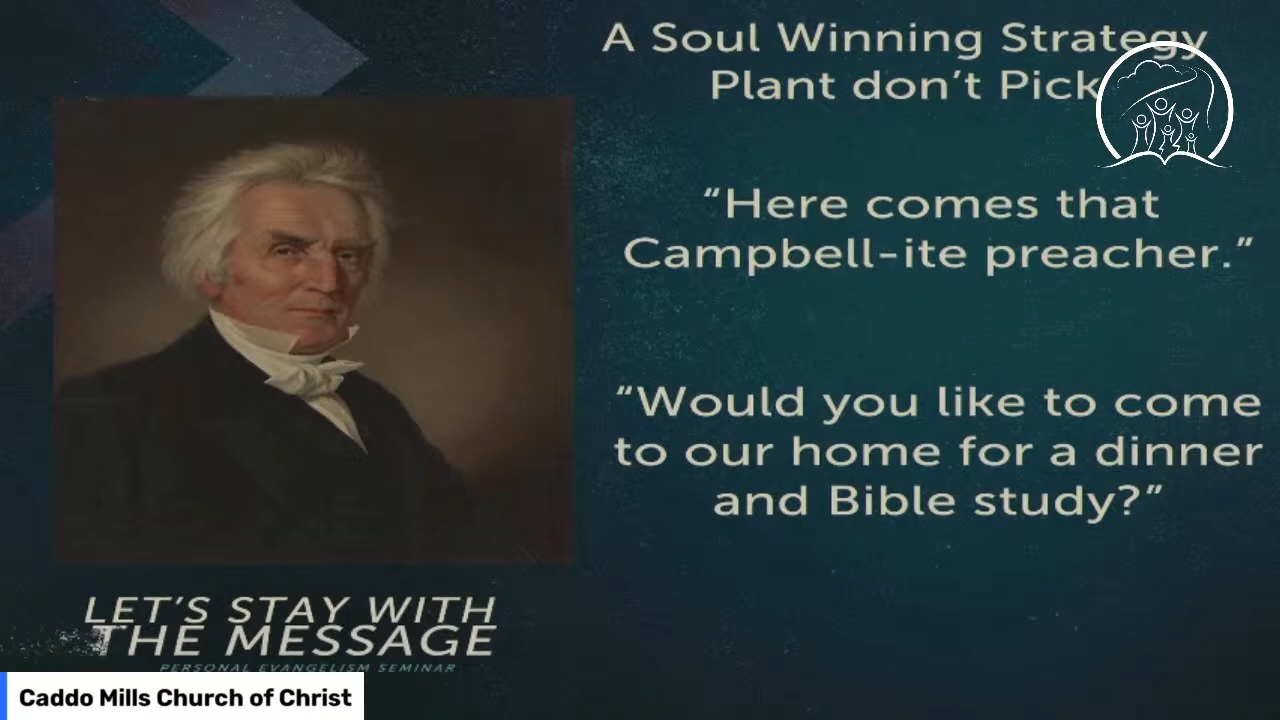 A Soul Winning Strategy
Plant don't Pick
"Here comes that
Campbell-ite preacher."
"Would you like to come
to our home for a dinner
and Bible study?"
LET'S STAY WITH
THE MESSAGE
PERSONAL EVANGELISM SEMINAR
Caddo Mills Church of Christ